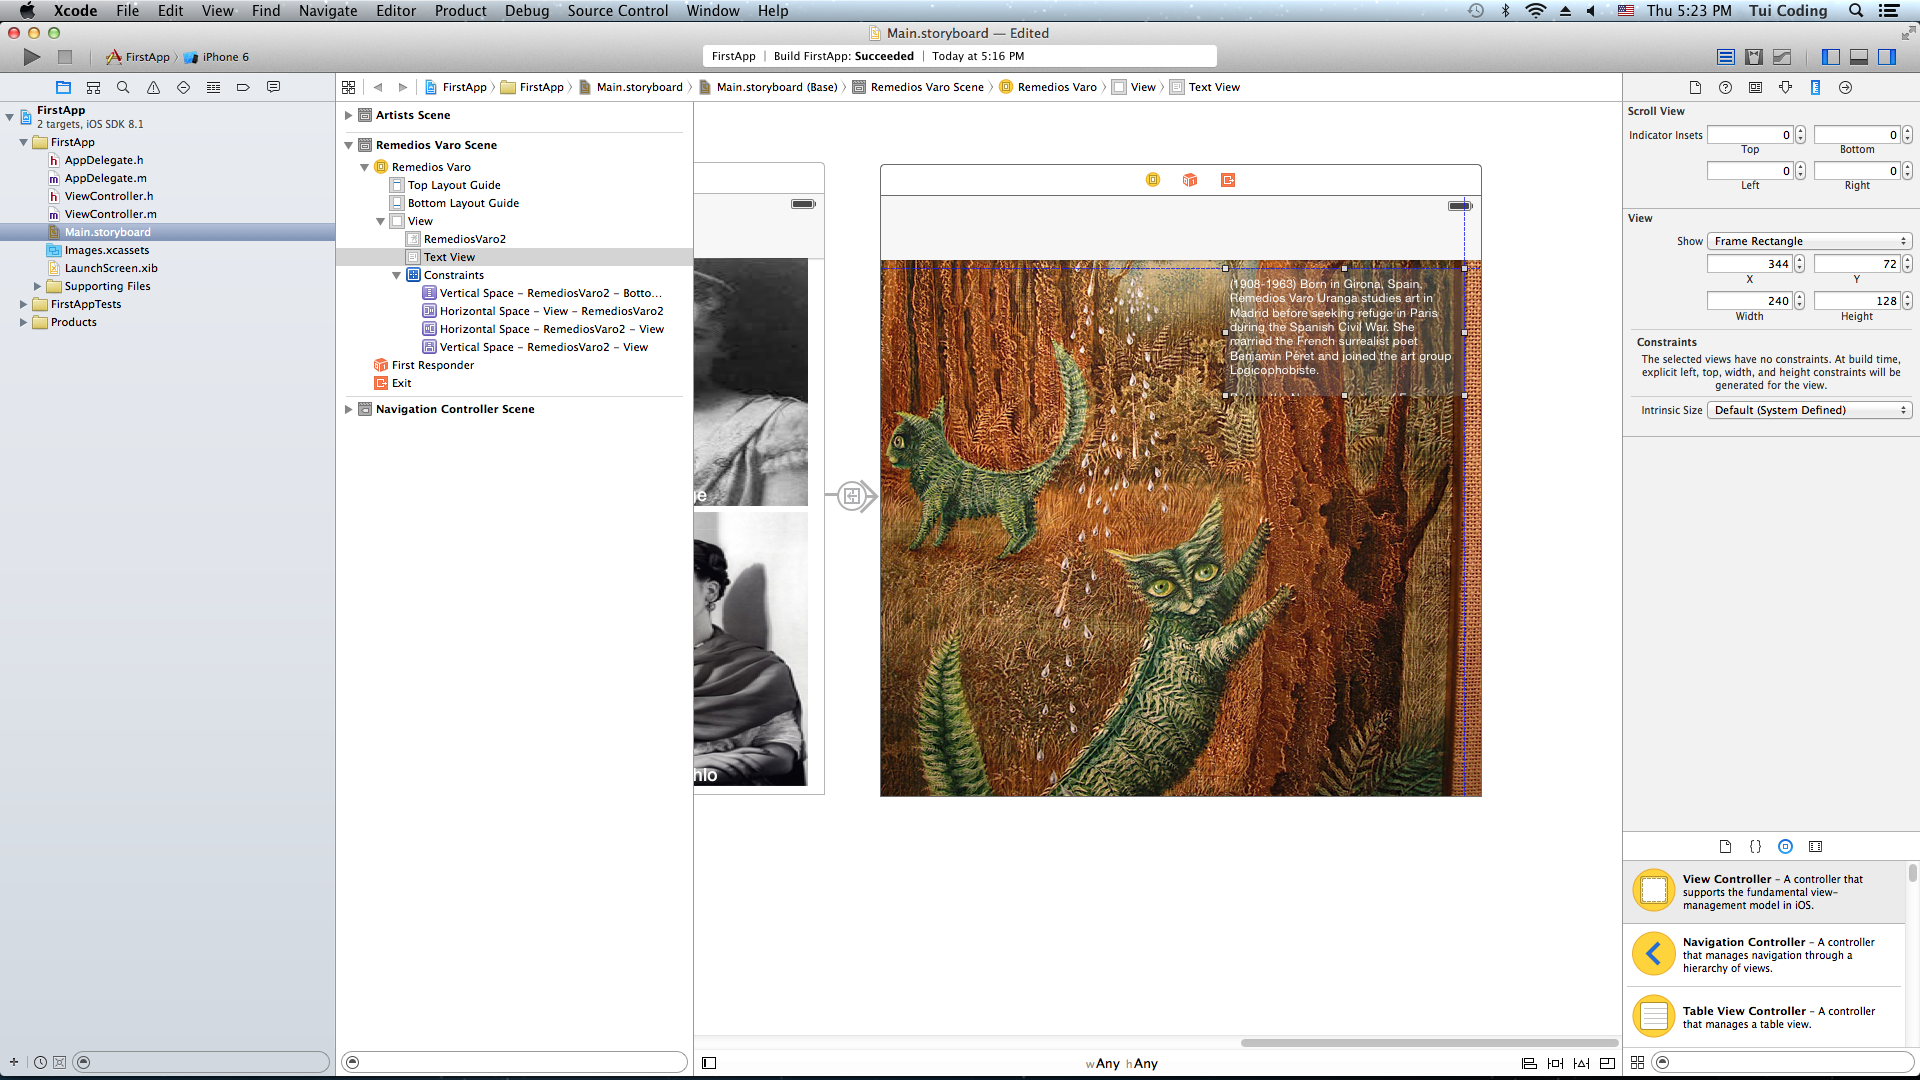 Xcode File Edit View Find Navigate Editor Product Debug Source Control Window Help
Thu 5:23 PM Tui Coding
Main.storyboard — Edited
FirstApp iPhone 6
FirstApp Build FirstApp: Succeeded Today at 5:16 PM
FirstApp FirstApp Main.storyboard Main.storyboard (Base) Remedios Varo Scene Remedios Varo View Text View
FirstApp
2 targets, iOS SDK 8.1
FirstApp
AppDelegate.h
AppDelegate.m
ViewController.h
ViewController.m
Main.storyboard
Images.xcassets
LaunchScreen.xib
Supporting Files
FirstAppTests
Products
Artists Scene
Remedios Varo Scene
Remedios Varo
Top Layout Guide
Bottom Layout Guide
View
RemediosVaro2
Text View
Constraints
Vertical Space – RemediosVaro2 – Botto...
Horizontal Space – View – RemediosVaro2
Horizontal Space – RemediosVaro2 – View
Vertical Space – RemediosVaro2 – View
First Responder
Exit
Navigation Controller Scene
(1908-1963) Born in Girona, Spain,
Remedios Varo Uranga studies art in
Madrid before seeking refuge in Paris
during the Spanish Civil War. She
married the French surrealist poet
Benjamin Péret and joined the art group
Logicophobiste.
wAny hAny
Scroll View
Indicator Insets 0 0
Top Bottom
0 0
Left Right
View
Show Frame Rectangle
344 72
X Y
240 128
Width Height
Constraints
The selected views have no constraints. At build time,
explicit left, top, width, and height constraints will be
generated for the view.
Intrinsic Size Default (System Defined)
View Controller – A controller that
supports the fundamental view-
management model in iOS.
Navigation Controller – A controller
that manages navigation through a
hierarchy of views.
Table View Controller – A controller
that manages a table view.